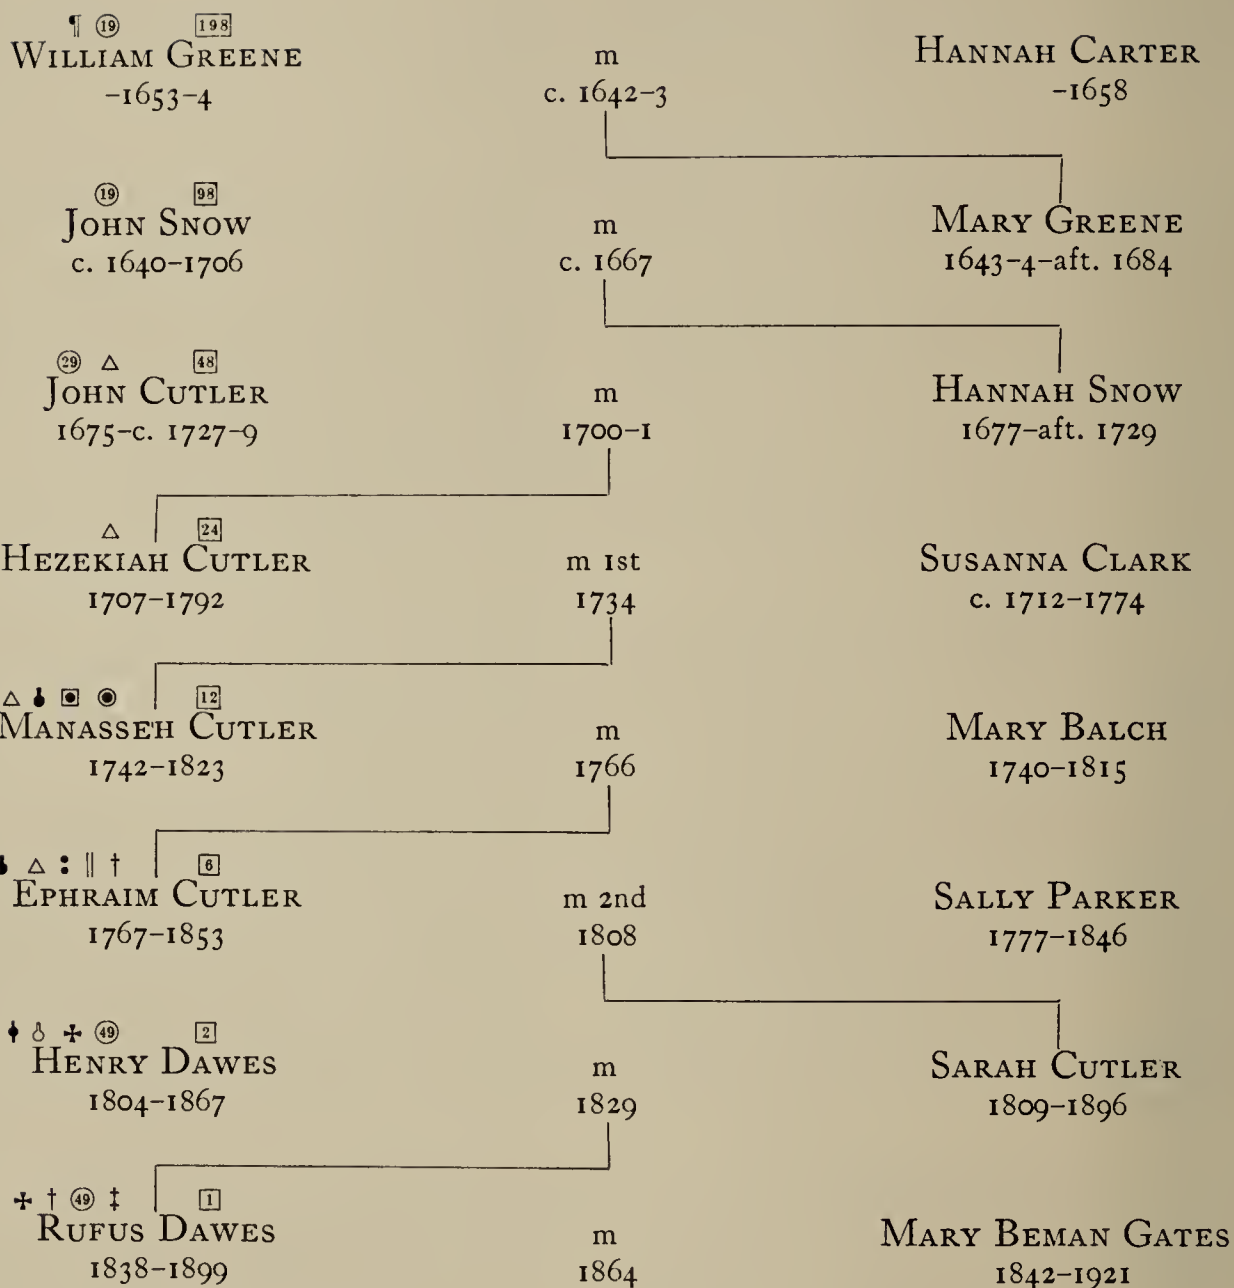 ¶ ⑲ 198
WILLIAM GREENE m HANNAH CARTER
-1653-4 c. 1642-3 -1658
⑲ 98
JOHN SNOW m MARY GREENE
c. 1640-1706 c. 1667 1643-4-aft. 1684
㉙ △ 48
JOHN CUTLER m HANNAH SNOW
1675-c. 1727-9 1700-1 1677-aft. 1729
△ 24
HEZEKIAH CUTLER m 1st SUSANNA CLARK
1707-1792 1734 c. 1712-1774
△ 12
MANASSEH CUTLER m MARY BALCH
1742-1823 1766 1740-1815
△ : || † 6
EPHRAIM CUTLER m 2nd SALLY PARKER
1767-1853 1808 1777-1846
✠ ㊾ 2
HENRY DAWES m SARAH CUTLER
1804-1867 1829 1809-1896
✠ † ㊾ ‡ 1
RUFUS DAWES m MARY BEMAN GATES
1838-1899 1864 1842-1921